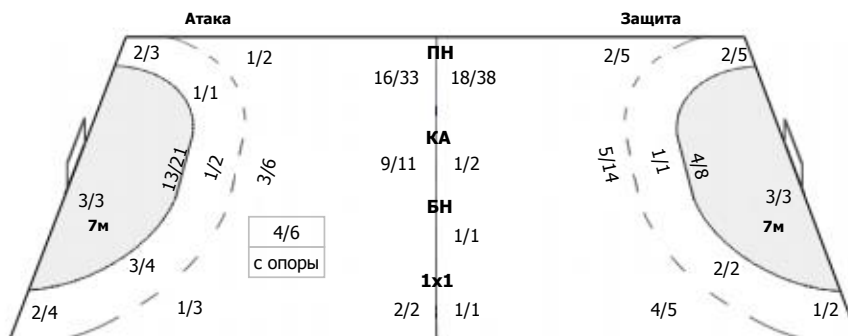 Атака Защита
2/3 1/2 ПН 2/5 2/5
16/33 18/38
1/1
КА
13/21 1/2 3/6 9/11 1/2 5/14 1/1 4/8
3/3 БН 3/3
7м 7м
4/6 1/1
с опоры
3/4 2/2
1х1
2/4 1/3 2/2 1/1 4/5 1/2